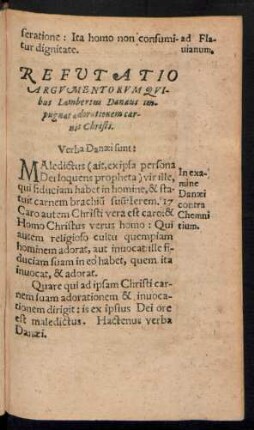 seratione : Ita homo non consumi-
tur dignitate.
ad Fla-
uianum.
REFUTATIO
ARGVMENTORVM QVI-
bus Lambertus Danæus im-
pugnat adorationem car-
nis Christi.
Verba Danæi sunt:
MAledictus (ait, ex ipsa persona
Dei loquens propheta) vir ille,
qui fiduciam habet in homine, & sta
tuit carnem brachiū suū: Ierem. 17
Caro autem Christi vera est caro: &
Homo Christus verus homo : Qui
autem religioso cultu quempiam
hominem adorat, aut inuocat: ille fi-
duciam suam in eo habet, quem ita
inuocat, & adorat.
In exa-
mine
Danæi
contra
Chemni
tium.
Quare qui ad ipsam Christi car-
nem suam adorationem & inuoca-
tionem dirigit : is ex ipsius Dei ore
est maledictus. Hactenus verba
Danæi.